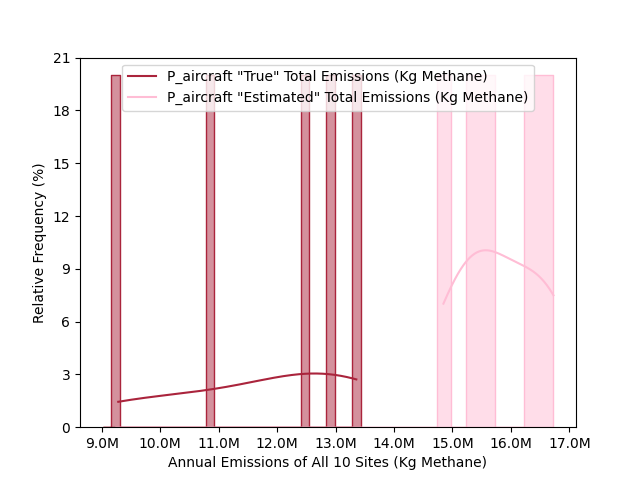 21
18
15
12
9
6
3
0
Relative Frequency (%)
P_aircraft "True" Total Emissions (Kg Methane)
P_aircraft "Estimated" Total Emissions (Kg Methane)
9.0M 10.0M 11.0M 12.0M 13.0M 14.0M 15.0M 16.0M 17.0M
Annual Emissions of All 10 Sites (Kg Methane)